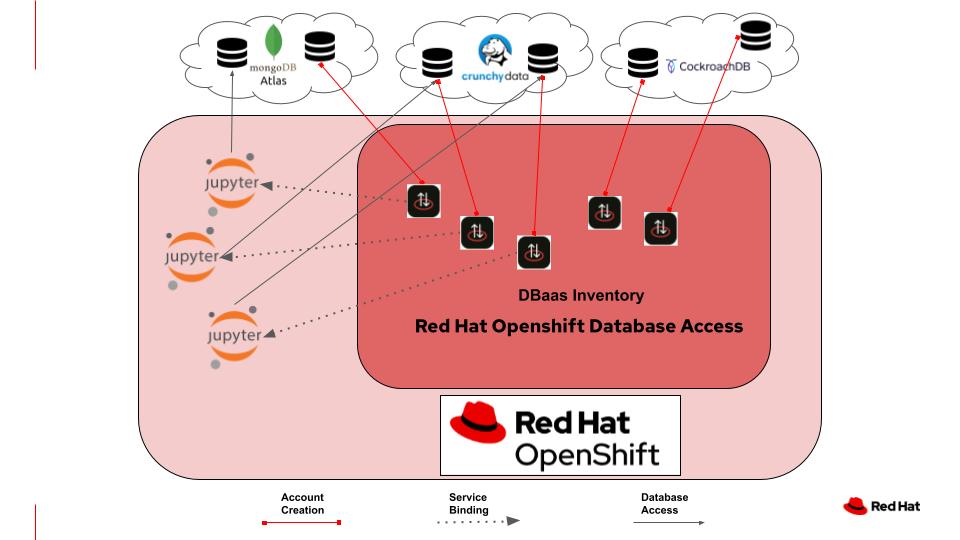 mongoDB
Atlas
crunchydata
CockroachDB
jupyter
jupyter
jupyter
DBaas Inventory
Red Hat Openshift Database Access
Red Hat
OpenShift
Account
Creation
Service
Binding
Database
Access
Red Hat